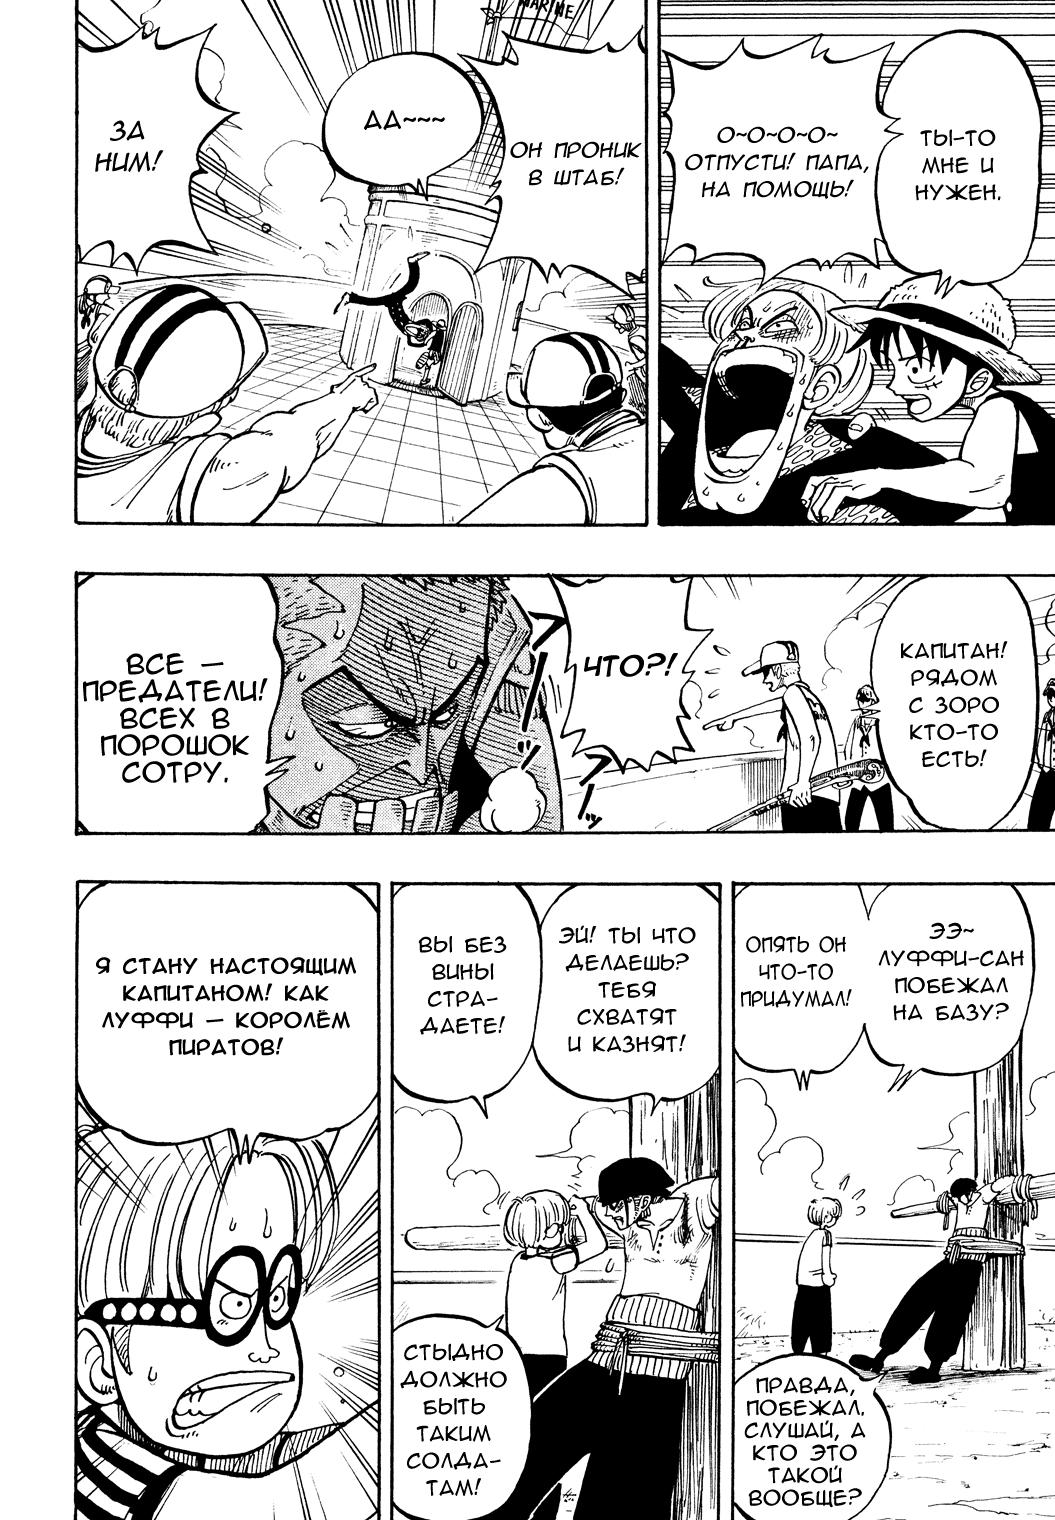 ТЫ-ТО
МНЕ И
НУЖЕН.
О~О~О~О~
ОТПУСТИ! ПАПА,
НА ПОМОЩЬ!
MARINE
ОН ПРОНИК
В ШТАБ!
ДА~~~
ЗА
НИМ!
КАПИТАН!
РЯДОМ
С ЗОРО
КТО-ТО
ЕСТЬ!
ЧТО?!
ВСЕ —
ПРЕДАТЕЛИ!
ВСЕХ В
ПОРОШОК
СОТРУ.
ЭЭ~
ЛУФФИ-САН
ПОБЕЖАЛ
НА БАЗУ?
ОПЯТЬ ОН
ЧТО-ТО
ПРИДУМАЛ!
ПРАВДА,
ПОБЕЖАЛ.
СЛУШАЙ, А
КТО ЭТО
ТАКОЙ
ВООБЩЕ?
ЭЙ! ТЫ ЧТО
ДЕЛАЕШЬ?
ТЕБЯ
СХВАТЯТ
И КАЗНЯТ!
ВЫ БЕЗ
ВИНЫ
СТРА-
ДАЕТЕ!
СТЫДНО
ДОЛЖНО
БЫТЬ
ТАКИМ
СОЛДА-
ТАМ!
Я СТАНУ НАСТОЯЩИМ
КАПИТАНОМ! КАК
ЛУФФИ — КОРОЛЁМ
ПИРАТОВ!